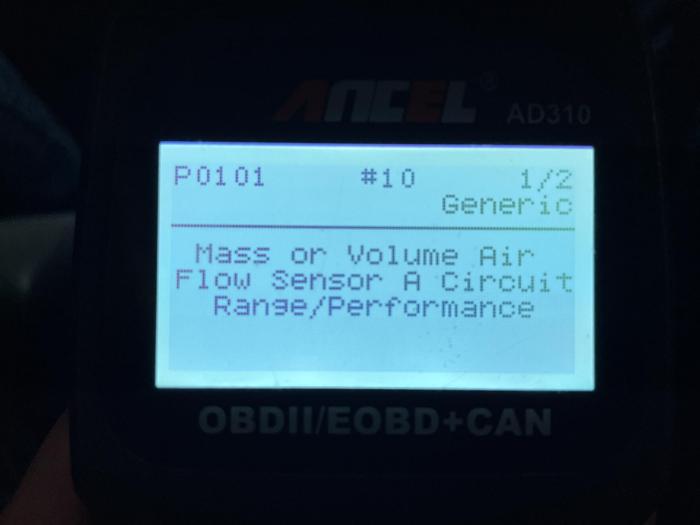 ANCEL®
AD310
P0101 #10 1/2
Generic
Mass or Volume Air
Flow Sensor A Circuit
Range/Performance
OBDII/EOBD+CAN